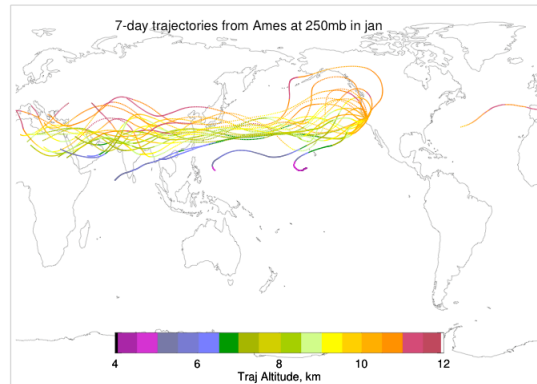 7-day trajectories from Ames at 250mb in jan
4 6 8 10 12
Traj Altitude, km